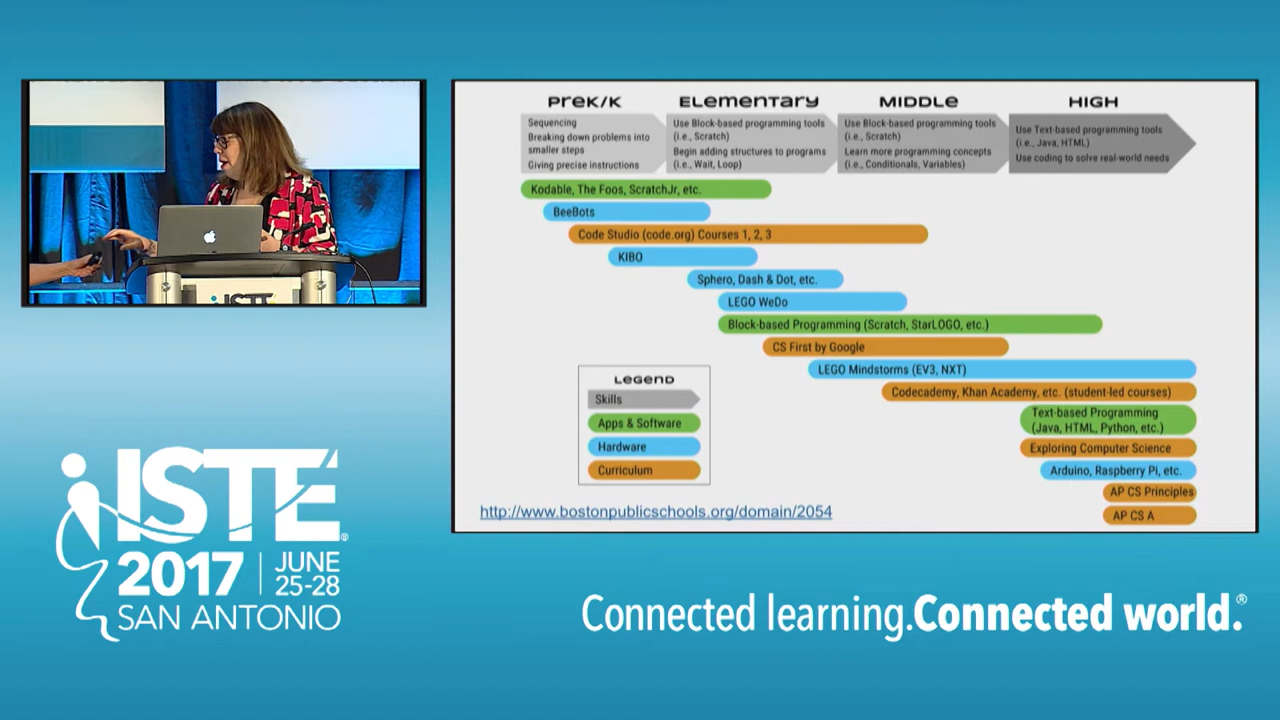 PreK/K
Elementary
Middle
High
Sequencing
Breaking down problems into
smaller steps
Giving precise instructions
Use Block-based programming tools
(i.e., Scratch)
Begin adding structures to programs
(i.e., Wait, Loop)
Use Block-based programming tools
(i.e., Scratch)
Learn more programming concepts
(i.e., Conditionals, Variables)
Use Text-based programming tools
(i.e., Java, HTML)
Use coding to solve real-world needs
Kodable, The Foos, ScratchJr, etc.
BeeBots
Code Studio (code.org) Courses 1, 2, 3
KIBO
Sphero, Dash & Dot, etc.
LEGO WeDo
Block-based Programming (Scratch, StarLOGO, etc.)
CS First by Google
LEGO Mindstorms (EV3, NXT)
Codecademy, Khan Academy, etc. (student-led courses)
Text-based Programming
(Java, HTML, Python, etc.)
Exploring Computer Science
Arduino, Raspberry Pi, etc.
AP CS Principles
AP CS A
Legend
Skills
Apps & Software
Hardware
Curriculum
http://www.bostonpublicschools.org/domain/2054
ISTE
ISTE®
2017 | JUNE
25-28
SAN ANTONIO
Connected learning.Connected world.®